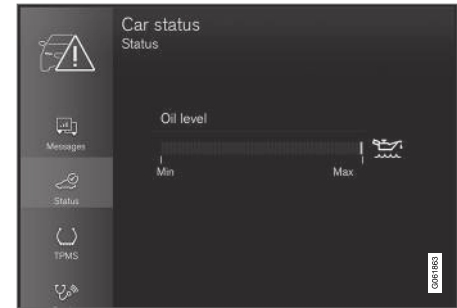 Car status
Status
Oil level
Min Max
Messages
Status
TPMS
G061863